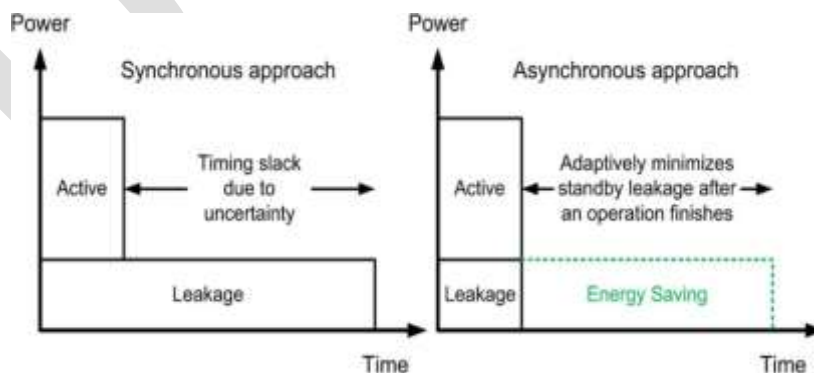 Power
Synchronous approach
Active
Timing slack
due to
uncertainty
Leakage
Time
Power
Asynchronous approach
Active
Adaptively minimizes
standby leakage after
an operation finishes
Leakage
Energy Saving
Time